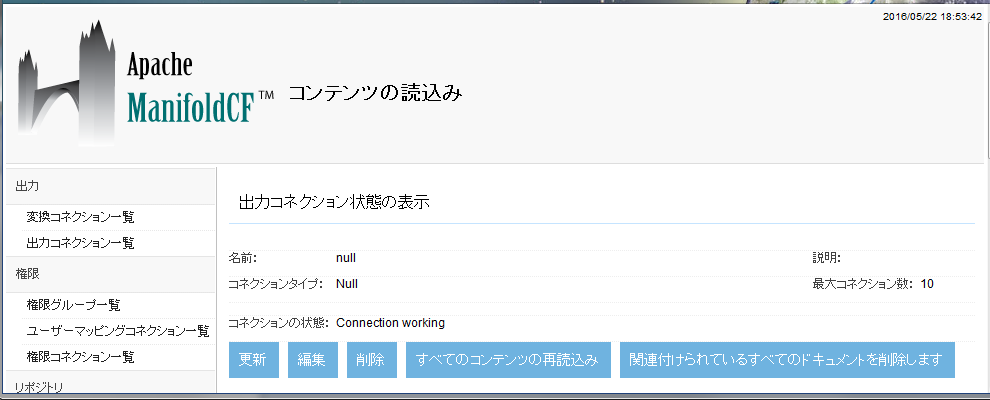 2016/05/22 18:53:42
Apache
ManifoldCF™ コンテンツの読込み
出力
変換コネクション一覧
出力コネクション一覧
権限
権限グループ一覧
ユーザーマッピングコネクション一覧
権限コネクション一覧
リポジトリ
出力コネクション状態の表示
名前: null 説明:
コネクションタイプ: Null 最大コネクション数: 10
コネクションの状態: Connection working
更新 編集 削除 すべてのコンテンツの再読込み 関連付けられているすべてのドキュメントを削除します